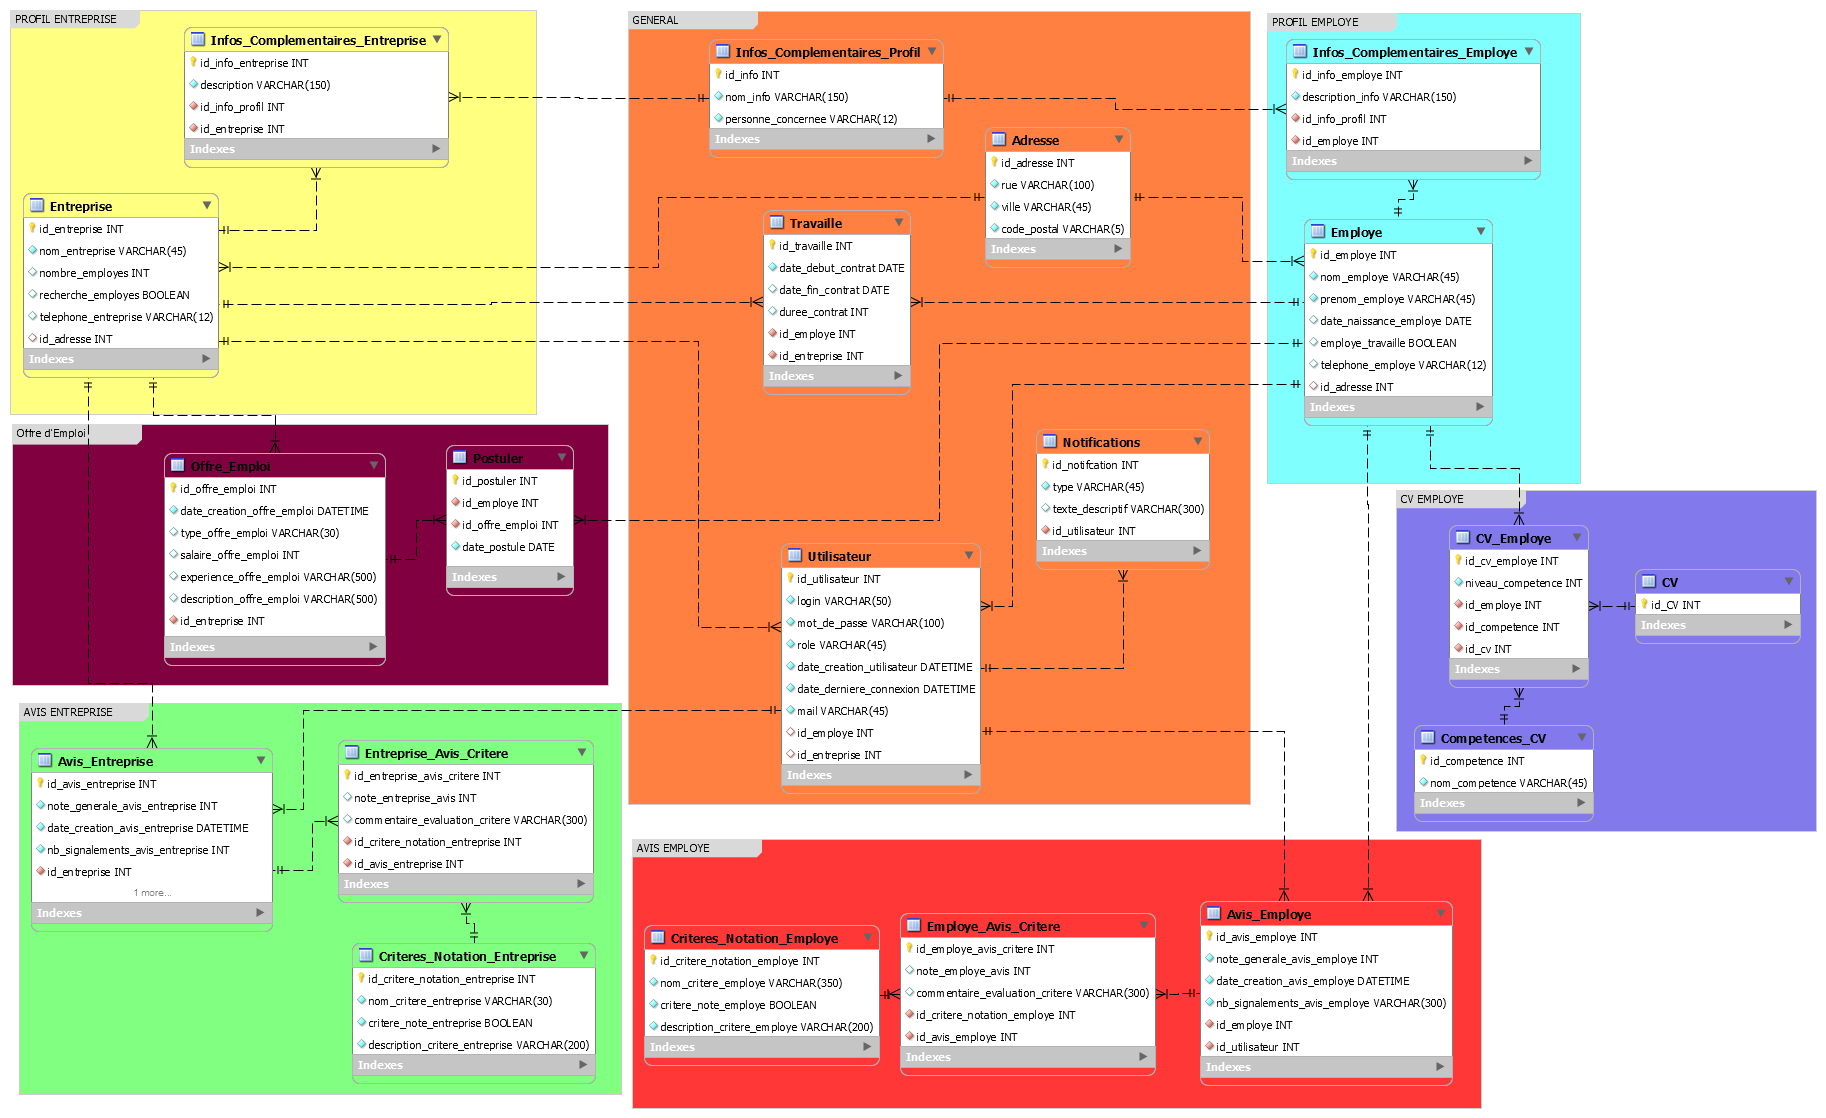 PROFIL ENTREPRISE
Infos_Complementaires_Entreprise
id_info_entreprise INT
description VARCHAR(150)
id_info_profil INT
id_entreprise INT
Indexes
Entreprise
id_entreprise INT
nom_entreprise VARCHAR(45)
nombre_employes INT
recherche_employes BOOLEAN
telephone_entreprise VARCHAR(12)
id_adresse INT
Indexes
GENERAL
Infos_Complementaires_Profil
id_info INT
nom_info VARCHAR(150)
personne_concernee VARCHAR(12)
Indexes
Adresse
id_adresse INT
rue VARCHAR(100)
ville VARCHAR(45)
code_postal VARCHAR(5)
Indexes
Travaille
id_travaille INT
date_debut_contrat DATE
date_fin_contrat DATE
duree_contrat INT
id_employe INT
id_entreprise INT
Indexes
Notifications
id_notifcation INT
type VARCHAR(45)
texte_descriptif VARCHAR(300)
id_utilisateur INT
Indexes
Utilisateur
id_utilisateur INT
login VARCHAR(50)
mot_de_passe VARCHAR(100)
role VARCHAR(45)
date_creation_utilisateur DATETIME
date_derniere_connexion DATETIME
mail VARCHAR(45)
id_employe INT
id_entreprise INT
Indexes
PROFIL EMPLOYE
Infos_Complementaires_Employe
id_info_employe INT
description_info VARCHAR(150)
id_info_profil INT
id_employe INT
Indexes
Employe
id_employe INT
nom_employe VARCHAR(45)
prenom_employe VARCHAR(45)
date_naissance_employe DATE
employe_travaille BOOLEAN
telephone_employe VARCHAR(12)
id_adresse INT
Indexes
Offre d'Emploi
Offre_Emploi
id_offre_emploi INT
date_creation_offre_emploi DATETIME
type_offre_emploi VARCHAR(30)
salaire_offre_emploi INT
experience_offre_emploi VARCHAR(500)
description_offre_emploi VARCHAR(500)
id_entreprise INT
Indexes
Postuler
id_postuler INT
id_employe INT
id_offre_emploi INT
date_postule DATE
Indexes
CV EMPLOYE
CV_Employe
id_cv_employe INT
niveau_competence INT
id_employe INT
id_competence INT
id_cv INT
Indexes
CV
id_CV INT
Indexes
Competences_CV
id_competence INT
nom_competence VARCHAR(45)
Indexes
AVIS ENTREPRISE
Avis_Entreprise
id_avis_entreprise INT
note_generale_avis_entreprise INT
date_creation_avis_entreprise DATETIME
nb_signalements_avis_entreprise INT
id_entreprise INT
1 more...
Indexes
Entreprise_Avis_Critere
id_entreprise_avis_critere INT
note_entreprise_avis INT
commentaire_evaluation_critere VARCHAR(300)
id_critere_notation_entreprise INT
id_avis_entreprise INT
Indexes
Criteres_Notation_Entreprise
id_critere_notation_entreprise INT
nom_critere_entreprise VARCHAR(30)
critere_note_entreprise BOOLEAN
description_critere_entreprise VARCHAR(200)
Indexes
AVIS EMPLOYE
Criteres_Notation_Employe
id_critere_notation_employe INT
nom_critere_employe VARCHAR(350)
critere_note_employe BOOLEAN
description_critere_employe VARCHAR(200)
Indexes
Employe_Avis_Critere
id_employe_avis_critere INT
note_employe_avis INT
commentaire_evaluation_critere VARCHAR(300)
id_critere_notation_employe INT
id_avis_employe INT
Indexes
Avis_Employe
id_avis_employe INT
note_generale_avis_employe INT
date_creation_avis_employe DATETIME
nb_signalements_avis_employe VARCHAR(300)
id_employe INT
id_utilisateur INT
Indexes